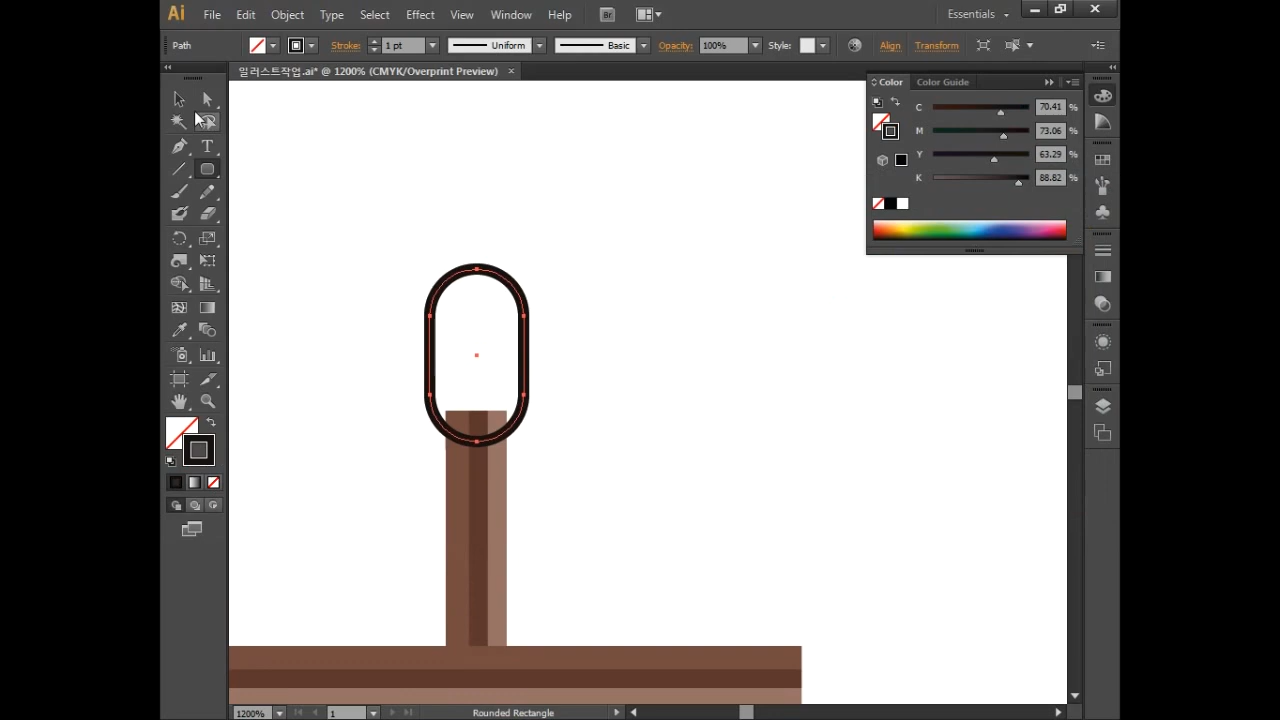 Ai File Edit Object Type Select Effect View Window Help Br Essentials
Path Stroke: 1 pt Uniform Basic Opacity: 100% Style: Align Transform
일러스트작업.ai* @ 1200% (CMYK/Overprint Preview)
Color Color Guide
C 70.41 %
M 73.06 %
Y 63.29 %
K 88.82 %
T
1200% 1 Rounded Rectangle